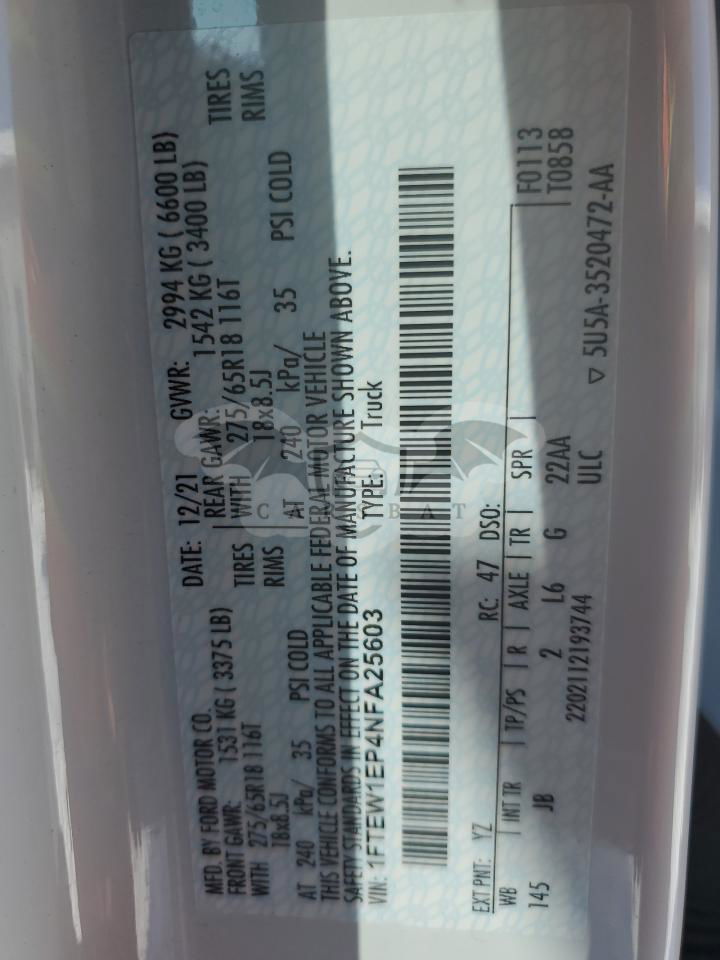 MFD. BY FORD MOTOR CO. DATE: 12/21 GVWR: 2994 KG ( 6600 LB)
FRONT GAWR: 1531 KG ( 3375 LB) REAR GAWR: 1542 KG ( 3400 LB)
WITH 275/65R18 116T TIRES WITH 275/65R18 116T TIRES
18x8.5J RIMS 18x8.5J RIMS
AT 240 kPa/ 35 PSI COLD AT 240 kPa/ 35 PSI COLD
THIS VEHICLE CONFORMS TO ALL APPLICABLE FEDERAL MOTOR VEHICLE
SAFETY STANDARDS IN EFFECT ON THE DATE OF MANUFACTURE SHOWN ABOVE.
VIN: 1FTEW1EP4NFA25603 TYPE: Truck
CARCBAT
EXT PNT: YZ RC: 47 DSO:
WB INT TR TP/PS R AXLE TR SPR F0113
145 JB 2 L6 G 22AA T0858
2202112193744 ULC
▽ 5U5A-3520472-AA